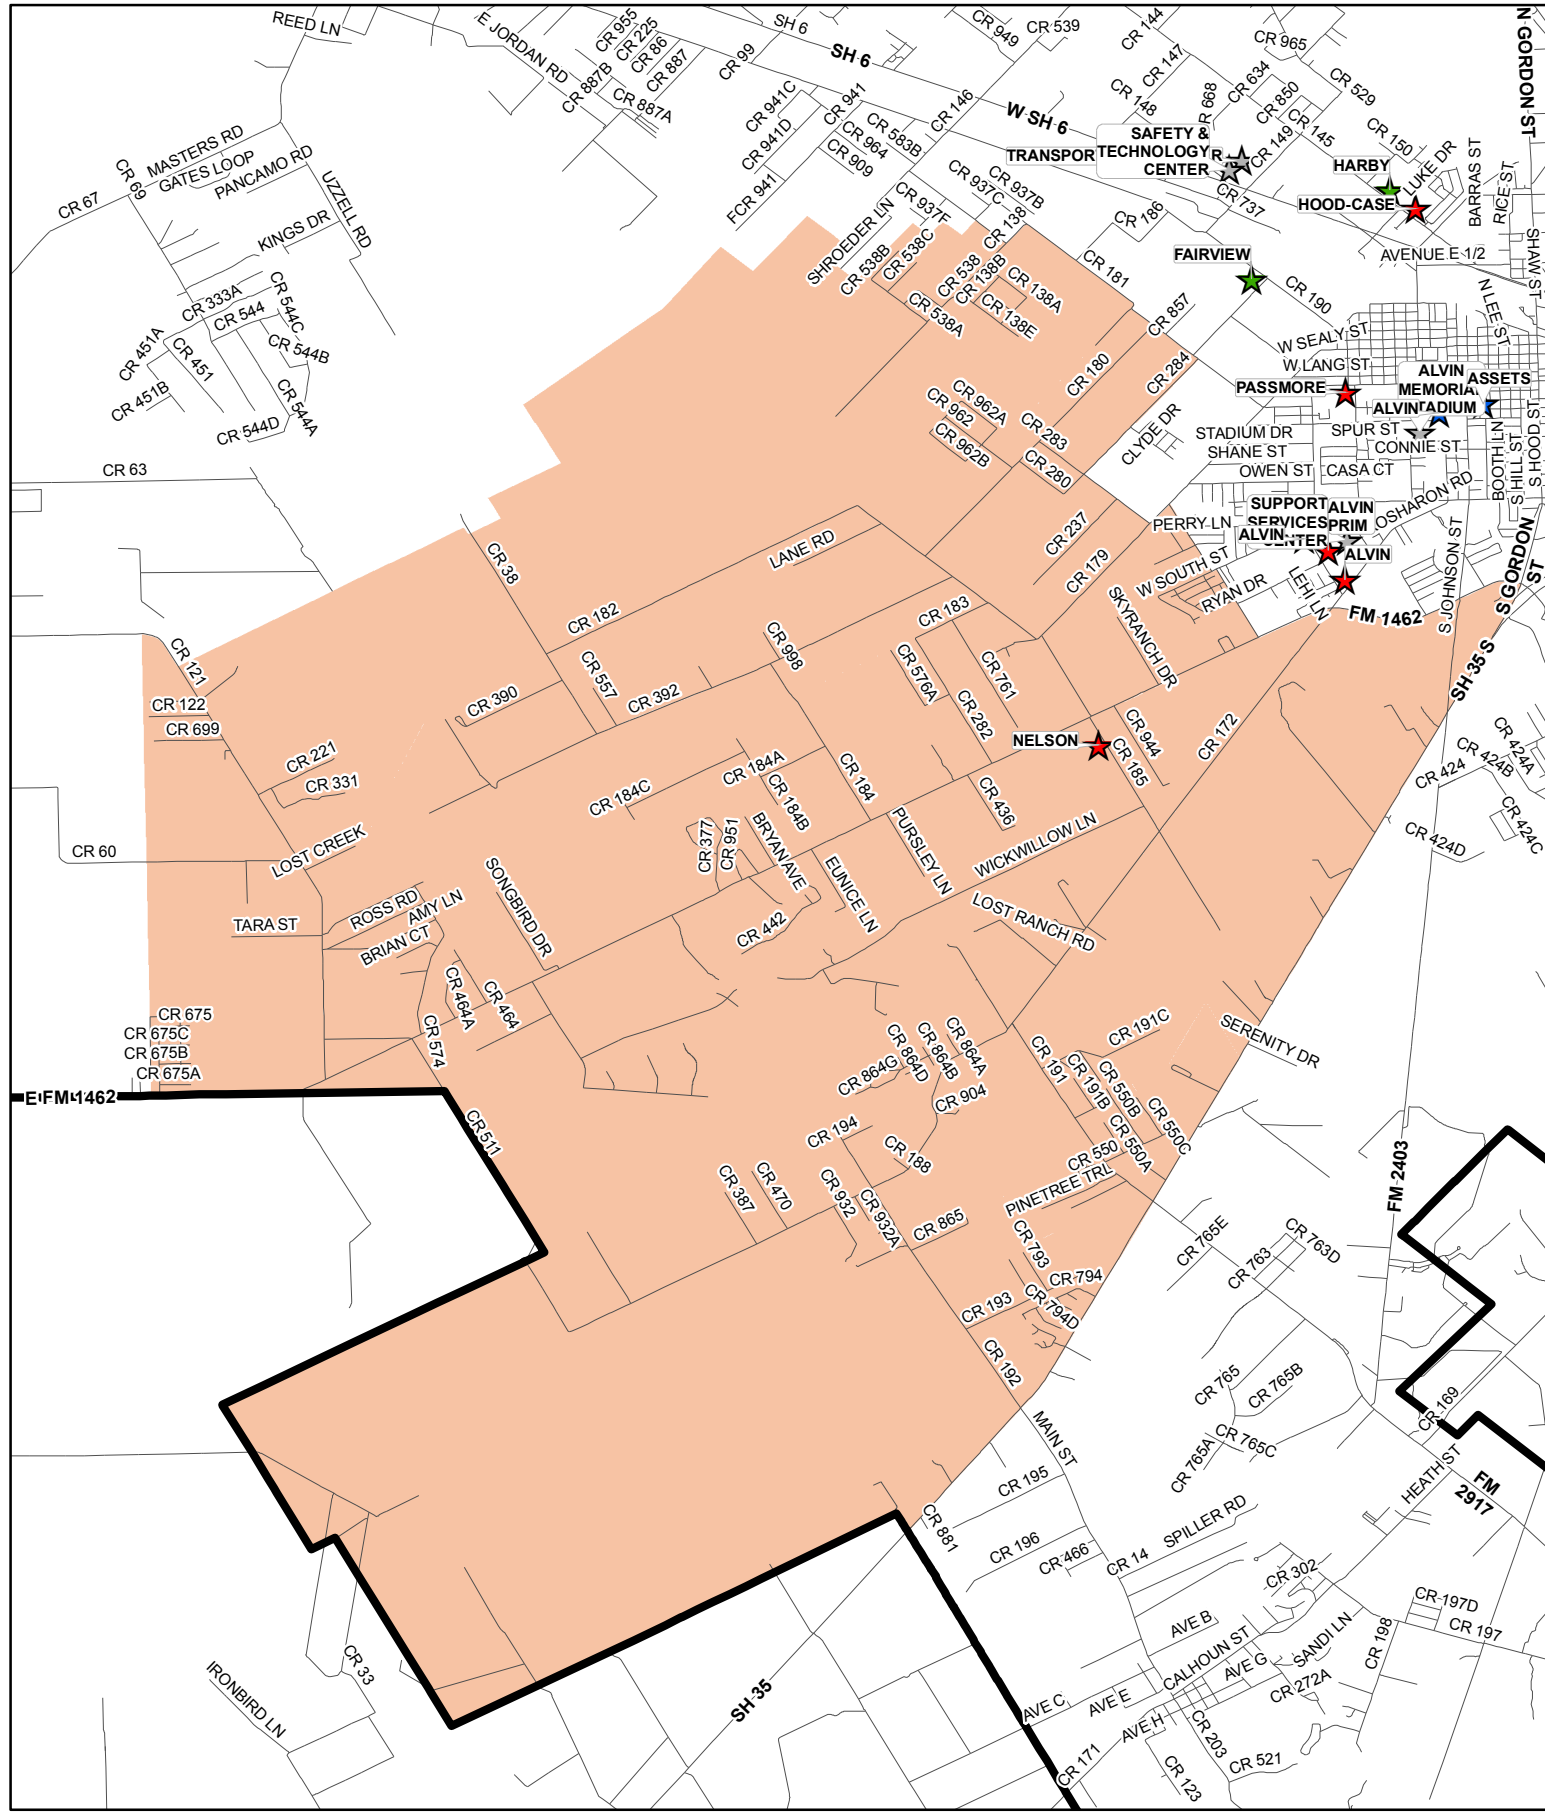 REED LN
E JORDAN RD
CR 955
CR 225
CR 86
CR 887
CR 887B
CR 887A
CR 99
SH 6
SH 6
CR 949
CR 539
CR 144
CR 147
CR 148
CR 965
CR 634
CR 850
CR 529
N GORDON ST
CR 941C
CR 941
CR 941D
CR 964
CR 909
CR 583B
CR 146
W SH 6
SAFETY &
TECHNOLOGY
CENTER
TRANSPOR
R 668
CR 149
CR 145
CR 150
HARBY
LUKE DR
HOOD-CASE
BARRAS ST
RICE ST
SHAW ST
MASTERS RD
GATES LOOP
PANCAMO RD
CR 69
CR 67
UZZELL RD
KINGS DR
FCR 941
CR 937F
CR 937C
CR 937B
CR 138
CR 186
CR 737
AVENUE E 1/2
FAIRVIEW
SHROEDER LN
CR 538B
CR 538C
CR 538
CR 138B
CR 138A
CR 138E
CR 538A
CR 181
CR 190
N LEE ST
CR 333A
CR 544
CR 544C
CR 544B
CR 451A
CR 451
CR 451B
CR 544A
CR 544D
CR 857
CR 284
CR 180
W SEALY ST
W LANG ST
PASSMORE
ALVIN
MEMORIAL
ASSETS
ALVIN
TADIUM
CR 962A
CR 962
CR 962B
CR 283
CR 280
CLYDE DR
STADIUM DR
SPUR ST
CONNIE ST
SHANE ST
OWEN ST
CASA CT
BOOTH LN
S HILL ST
S HOOD ST
CR 63
PERRY LN
SUPPORT
SERVICES
CENTER
ALVIN
PRIM
ALVIN
ALVIN
OSHARON RD
S JOHNSON ST
S GORDON ST
LANE RD
CR 38
CR 237
CR 179
W SOUTH ST
RYAN DR
LEHI LN
FM 1462
CR 182
CR 183
SKYRANCH DR
CR 121
CR 122
CR 699
CR 557
CR 390
CR 392
CR 998
CR 576A
CR 761
CR 282
SH 35 S
NELSON
CR 944
CR 185
CR 172
CR 424A
CR 424B
CR 424
CR 424C
CR 424D
CR 221
CR 331
CR 184A
CR 184C
CR 184
CR 184B
CR 436
CR 377
CR 951
BRYAN AVE
PURSLEY LN
WICKWILLOW LN
EUNICE LN
CR 60
LOST CREEK
SONGBIRD DR
ROSS RD
AMY LN
TARA ST
BRIAN CT
CR 442
LOST RANCH RD
CR 464A
CR 464
CR 574
CR 675
CR 675C
CR 675B
CR 675A
FM 1462
CR 864A
CR 864B
CR 864D
CR 864G
CR 904
CR 191C
CR 191
CR 191B
CR 550B
CR 550C
CR 550A
CR 550
SERENITY DR
CR 511
CR 194
CR 188
CR 387
CR 470
CR 932
CR 932A
CR 865
PINETREE TRL
FM 2403
CR 793
CR 794
CR 794D
CR 193
CR 192
CR 765E
CR 763
CR 763D
CR 765
CR 765B
CR 765C
CR 765A
CR 169
HEATH ST
FM
2917
MAIN ST
CR 195
CR 881
CR 196
CR 466
CR 14
SPILLER RD
CR 302
CR 197D
CR 197
CR 198
AVE B
CALHOUN ST
AVE G
SANDI LN
CR 272A
CR 33
IRONBIRD LN
SH 35
AVE C
AVE E
AVE H
CR 203
CR 521
CR 171
CR 123